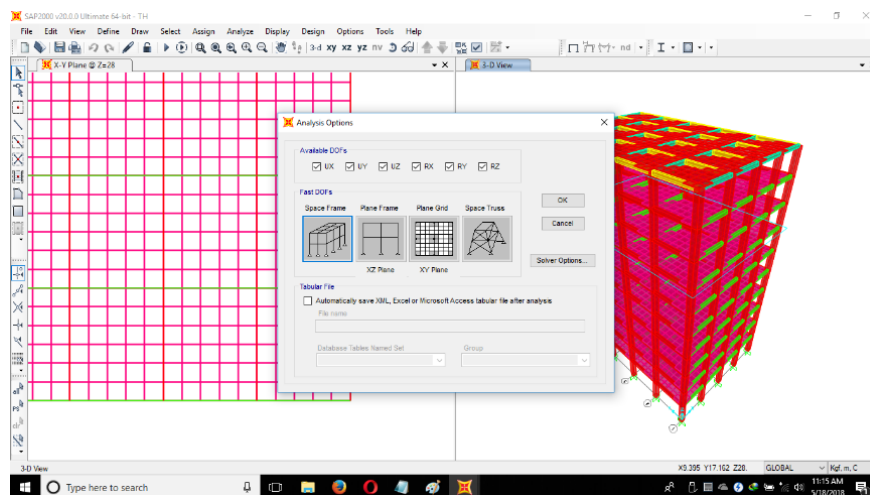 SAP2000 v20.0.0 Ultimate 64-bit - TH
File Edit View Define Draw Select Assign Analyze Display Design Options Tools Help
3-d xy xz yz nv
nd
X-Y Plane @ Z=28
3-D View
Analysis Options
Available DOFs
UX UY UZ RX RY RZ
Fast DOFs
Space Frame Plane Frame Plane Grid Space Truss
OK
Cancel
XZ Plane XY Plane
Solver Options...
Tabular File
Automatically save XML, Excel or Microsoft Access tabular file after analysis
File name
Database Tables Named Set Group
all
PS
clr
3-D View
X9.395 Y17.162 Z28. GLOBAL Kgf, m, C
Type here to search
11:15 AM
5/18/2018